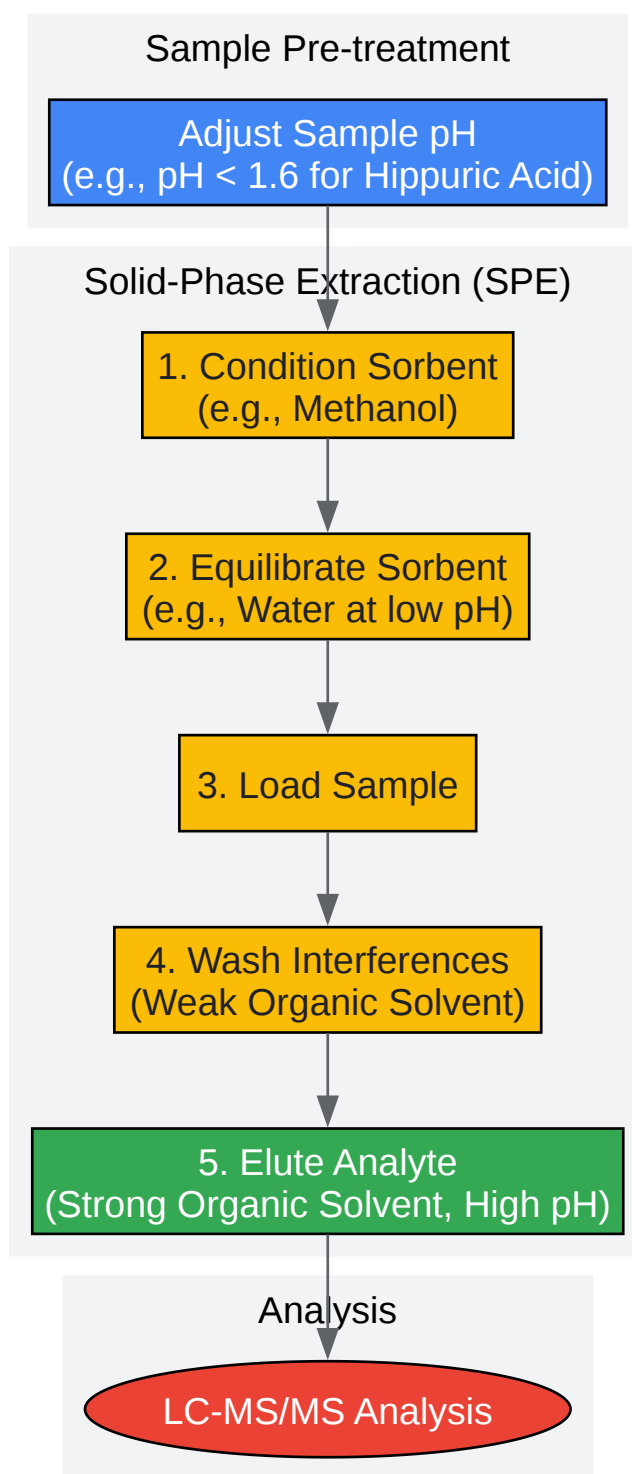 Sample Pre-treatment
Adjust Sample pH
(e.g., pH < 1.6 for Hippuric Acid)
Solid-Phase Extraction (SPE)
1. Condition Sorbent
(e.g., Methanol)
2. Equilibrate Sorbent
(e.g., Water at low pH)
3. Load Sample
4. Wash Interferences
(Weak Organic Solvent)
5. Elute Analyte
(Strong Organic Solvent, High pH)
Analysis
LC-MS/MS Analysis